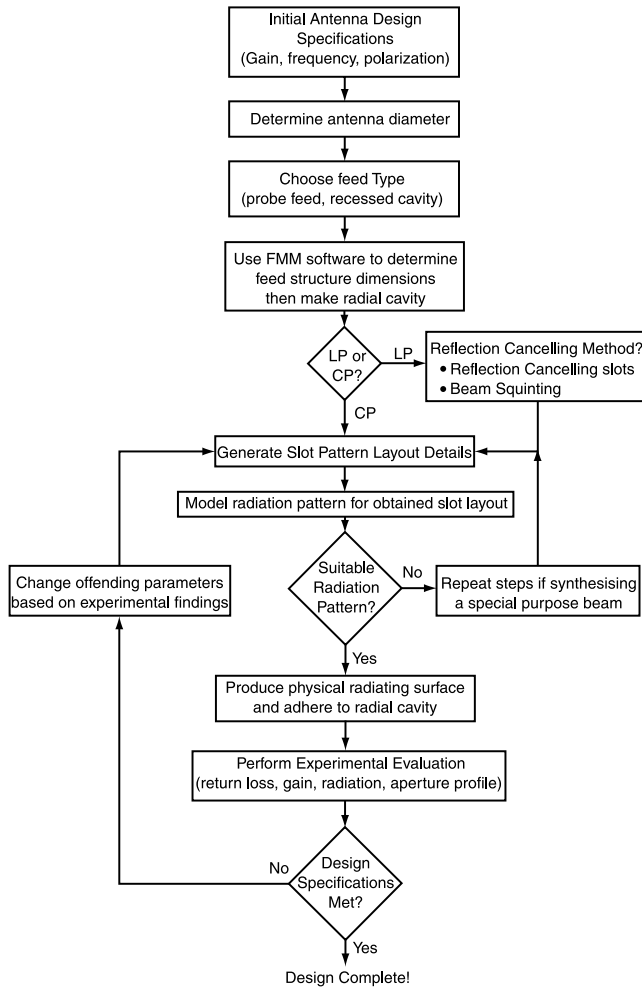 Initial Antenna Design
Specifications
(Gain, frequency, polarization)
Determine antenna diameter
Choose feed Type
(probe feed, recessed cavity)
Use FMM software to determine
feed structure dimensions
then make radial cavity
LP or
CP?
LP
Reflection Cancelling Method?
• Reflection Cancelling slots
• Beam Squinting
CP
Generate Slot Pattern Layout Details
Model radiation pattern for obtained slot layout
Suitable
Radiation
Pattern?
No
Repeat steps if synthesising
a special purpose beam
Change offending parameters
based on experimental findings
Yes
Produce physical radiating surface
and adhere to radial cavity
Perform Experimental Evaluation
(return loss, gain, radiation, aperture profile)
No
Design
Specifications
Met?
Yes
Design Complete!